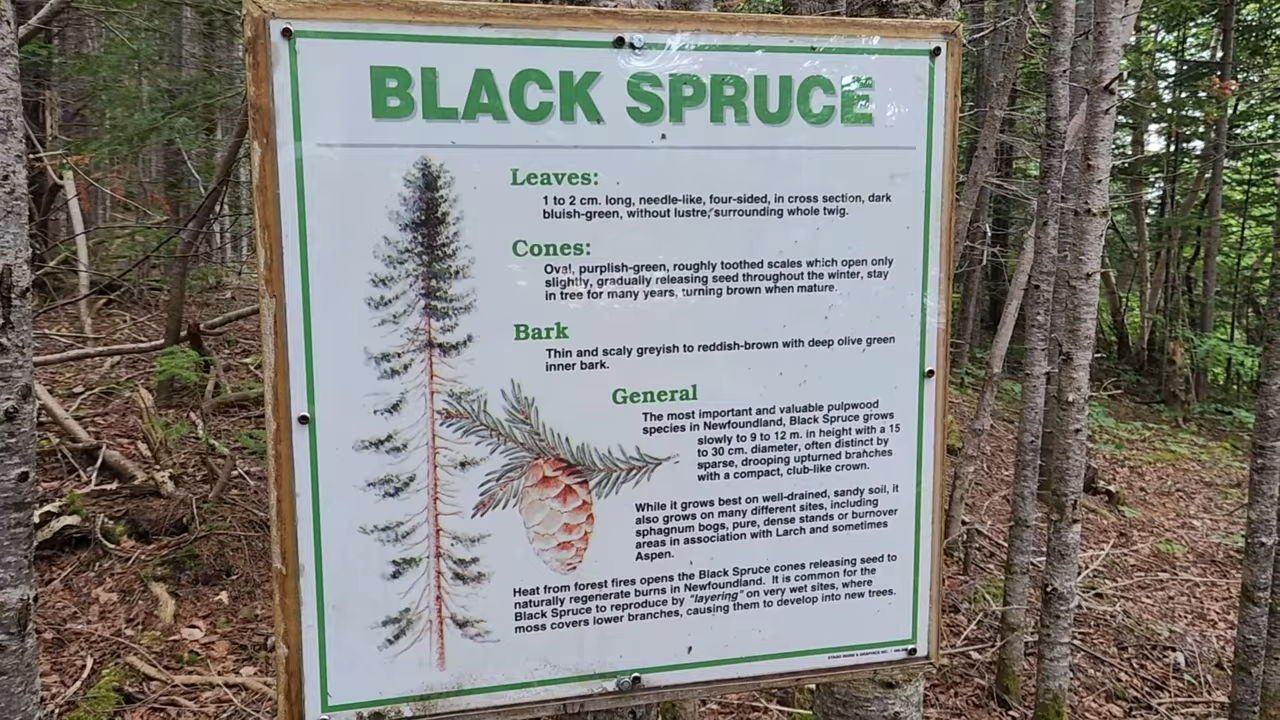 BLACK SPRUCE
Leaves:
1 to 2 cm. long, needle-like, four-sided, in cross section, dark
bluish-green, without lustre, surrounding whole twig.
Cones:
Oval, purplish-green, roughly toothed scales which open only
slightly, gradually releasing seed throughout the winter, stay
in tree for many years, turning brown when mature.
Bark
Thin and scaly greyish to reddish-brown with deep olive green
inner bark.
General
The most important and valuable pulpwood
species in Newfoundland, Black Spruce grows
slowly to 9 to 12 m. in height with a 15
to 30 cm. diameter, often distinct by
sparse, drooping upturned branches
with a compact, club-like crown.
While it grows best on well-drained, sandy soil, it
also grows on many different sites, including
sphagnum bogs, pure, dense stands or burnover
areas in association with Larch and sometimes
Aspen.
Heat from forest fires opens the Black Spruce cones releasing seed to
naturally regenerate burns in Newfoundland. It is common for the
Black Spruce to reproduce by "layering" on very wet sites, where
moss covers lower branches, causing them to develop into new trees.